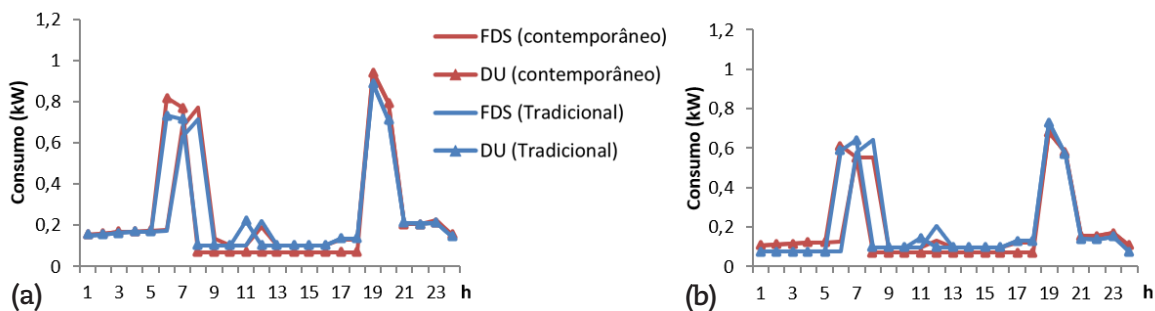 Consumo (kW)
1,2
1
0,8
0,6
0,4
0,2
0
1 3 5 7 9 11 13 15 17 19 21 23 h
(a)
FDS (contemporâneo)
DU (contemporâneo)
FDS (Tradicional)
DU (Tradicional)
Consumo (kW)
1,2
1
0,8
0,6
0,4
0,2
0
1 3 5 7 9 11 13 15 17 19 21 23 h
(b)